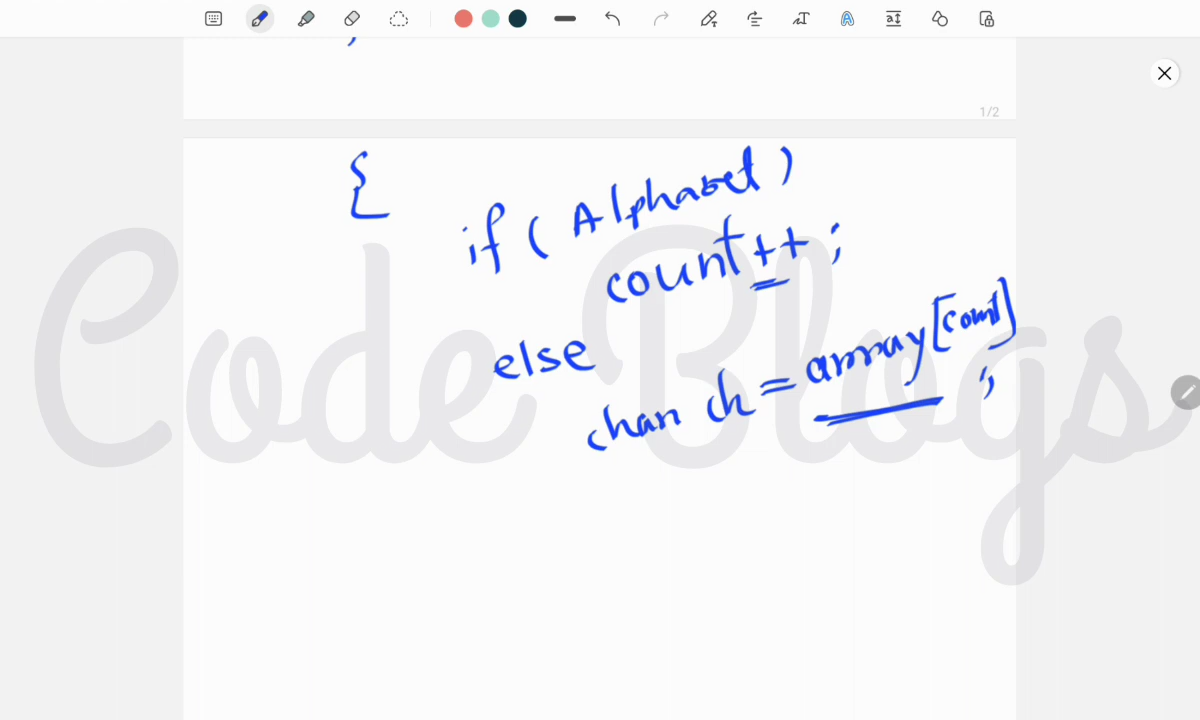 1/2
{
if ( Alphabet )
count++ ;
else
char ch = array[count] ;
Code Blogs